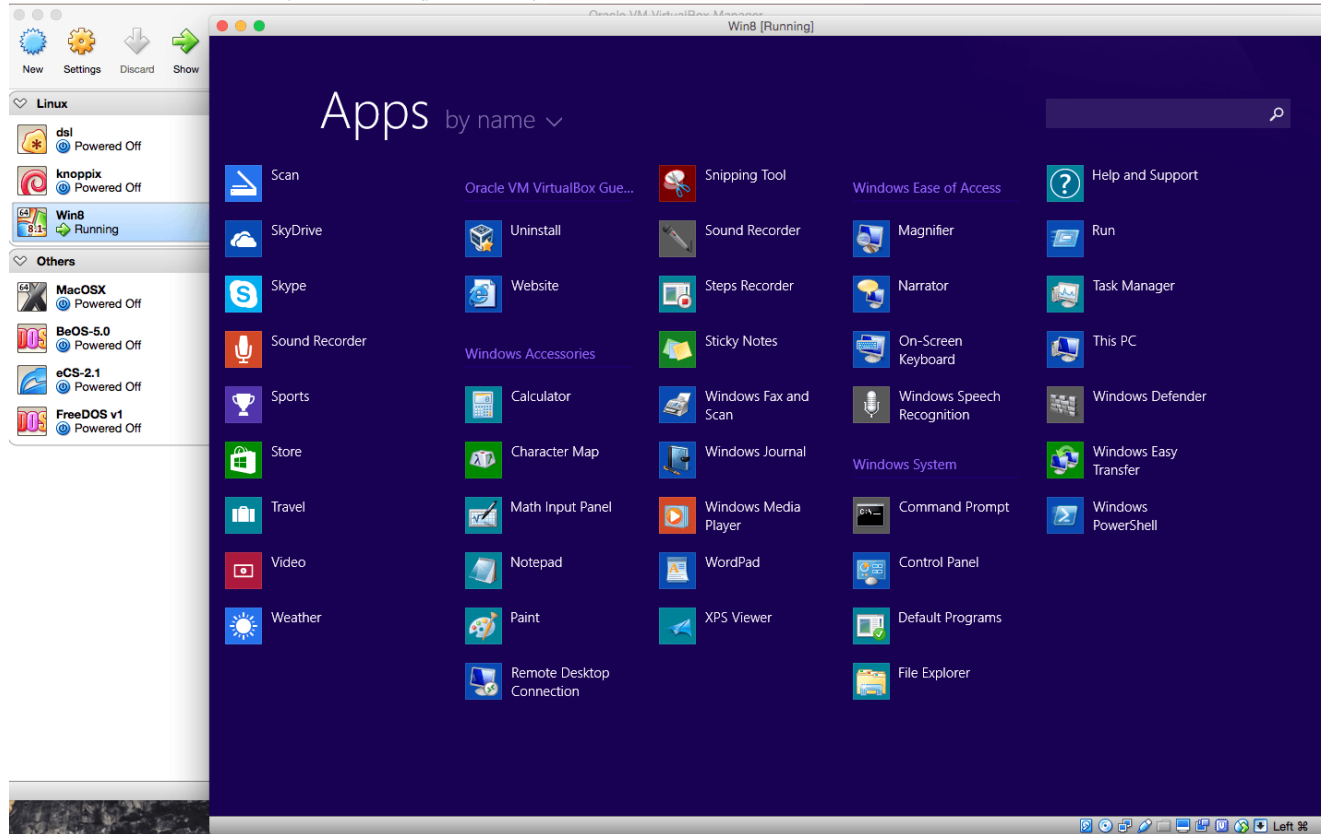 Oracle VM VirtualBox Manager
Win8 [Running]
New
Settings
Discard
Show
Linux
dsl
Powered Off
knoppix
Powered Off
64
8.1
Win8
Running
Others
64
MacOSX
Powered Off
DOS
BeOS-5.0
Powered Off
eCS-2.1
Powered Off
DOS
FreeDOS v1
Powered Off
Apps by name
Scan
SkyDrive
Skype
Sound Recorder
Sports
Store
Travel
Video
Weather
Oracle VM VirtualBox Gue...
Uninstall
Website
Windows Accessories
Calculator
Character Map
Math Input Panel
Notepad
Paint
Remote Desktop
Connection
Snipping Tool
Sound Recorder
Steps Recorder
Sticky Notes
Windows Fax and
Scan
Windows Journal
Windows Media
Player
WordPad
XPS Viewer
Windows Ease of Access
Magnifier
Narrator
On-Screen
Keyboard
Windows Speech
Recognition
Windows System
Command Prompt
Control Panel
Default Programs
File Explorer
Help and Support
Run
Task Manager
This PC
Windows Defender
Windows Easy
Transfer
Windows
PowerShell
Left ⌘